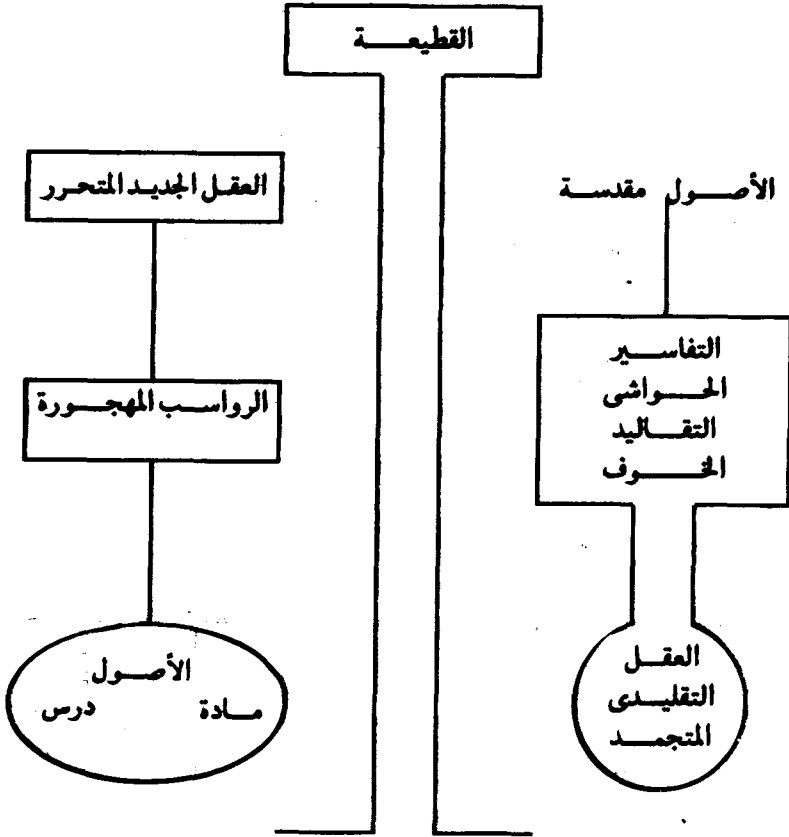 القطيعة
الأصول مقدسة
التفاسير
الحواشى
التقاليد
الخوف
العقل
التقليدى
المتجمد
العقل الجديد المتحرر
الرواسب المهجورة
الأصول
مادة درس